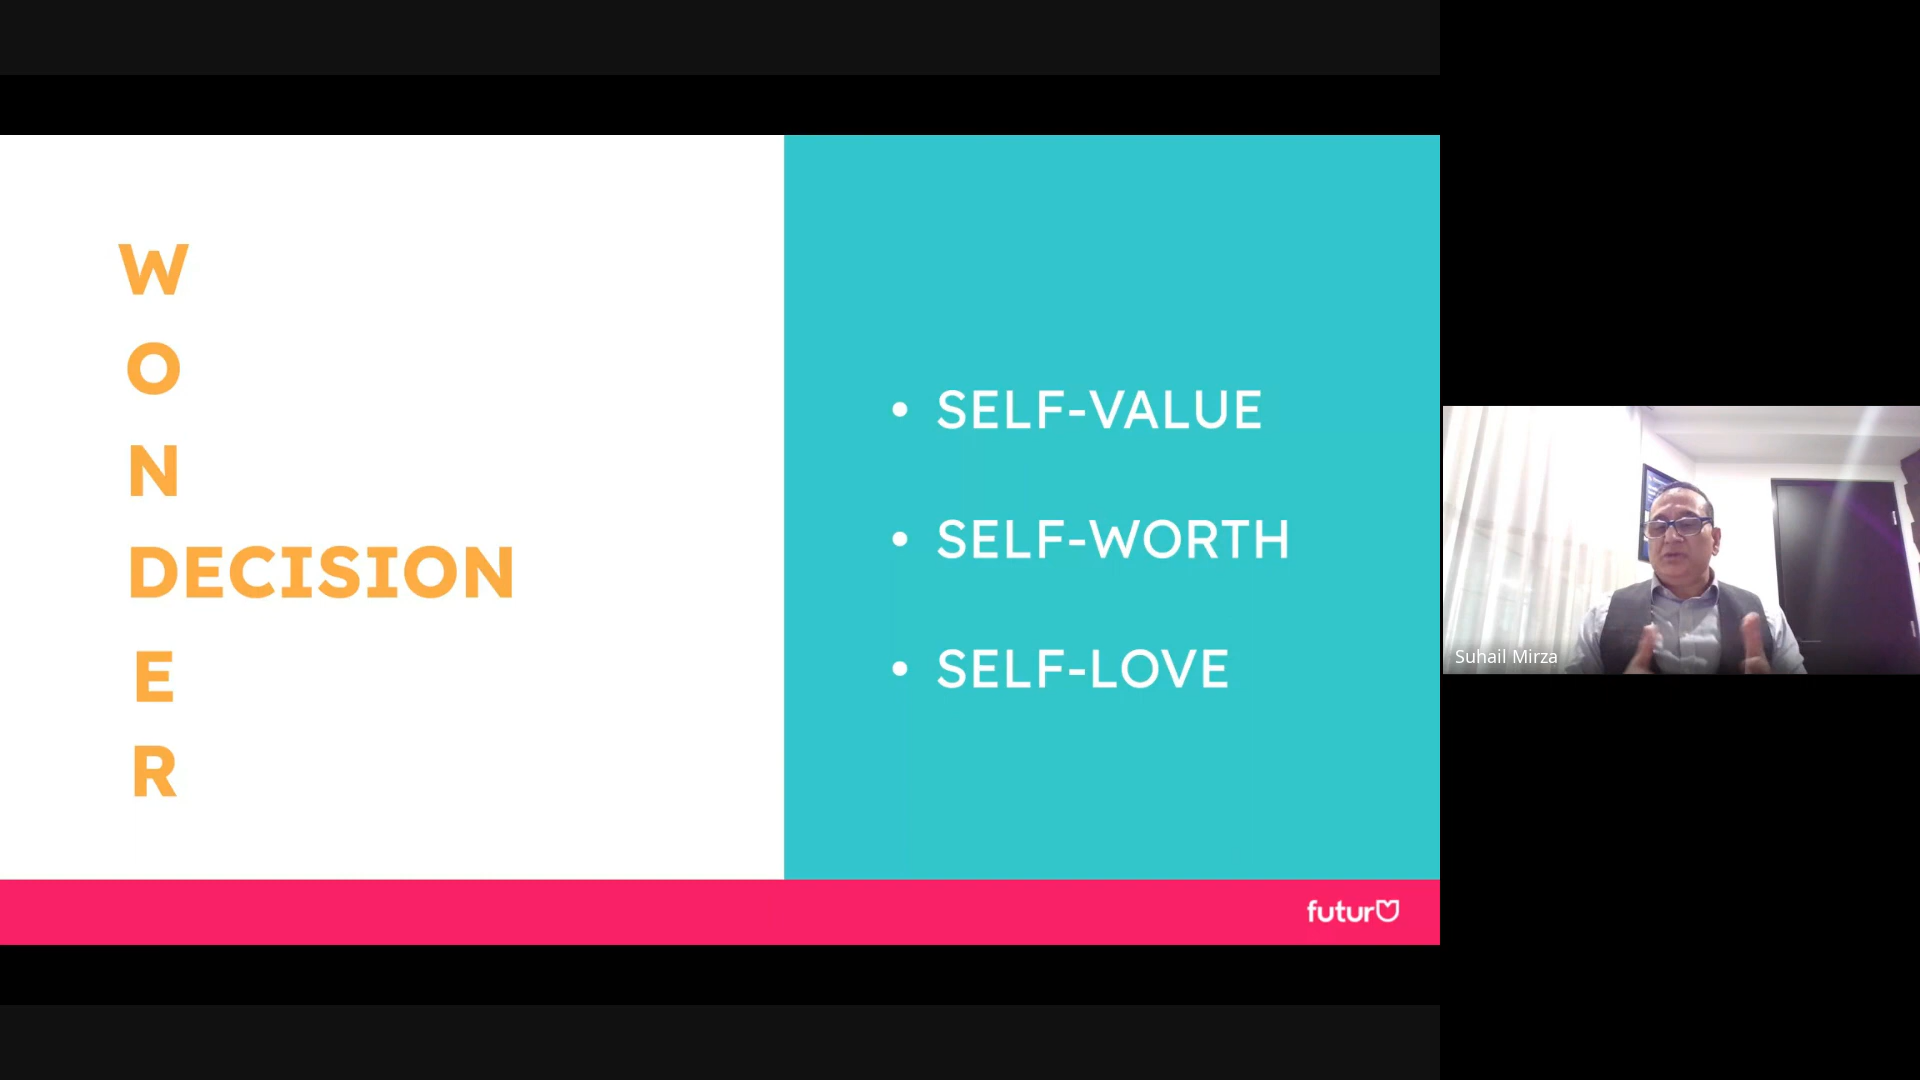 W
O
N
DECISION
E
R
• SELF-VALUE
• SELF-WORTH
• SELF-LOVE
futur
Suhail Mirza